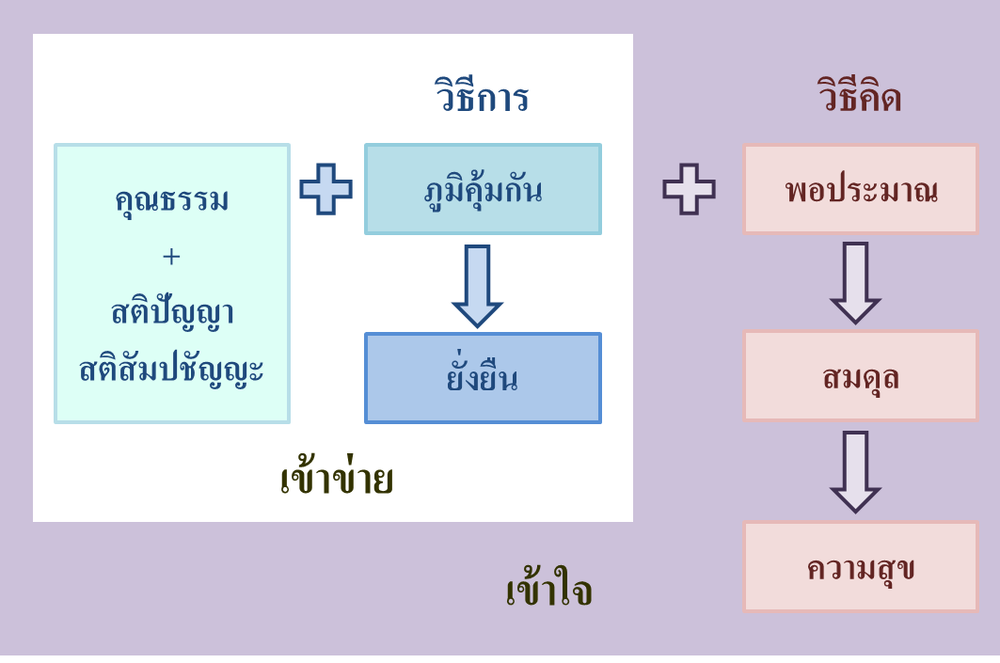 วิธีการ
วิธีคิด
คุณธรรม
+
สติปัญญา
สติสัมปชัญญะ
ภูมิคุ้มกัน
ยั่งยืน
เข้าข่าย
พอประมาณ
สมดุล
ความสุข
เข้าใจ